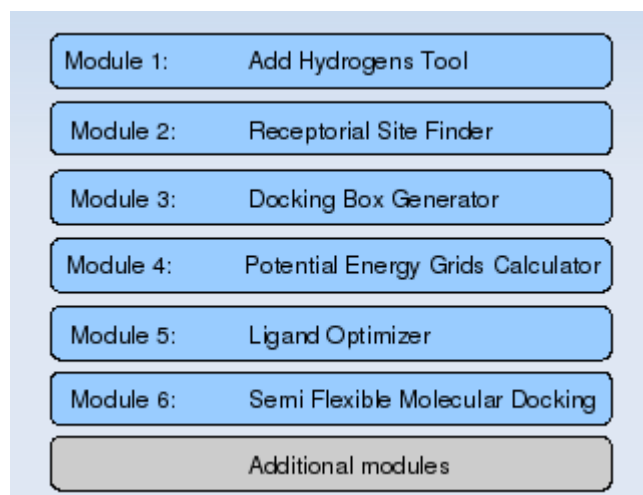 Module 1: Add Hydrogens Tool
Module 2: Receptorial Site Finder
Module 3: Docking Box Generator
Module 4: Potential Energy Grids Calculator
Module 5: Ligand Optimizer
Module 6: Semi Flexible Molecular Docking
Additional modules